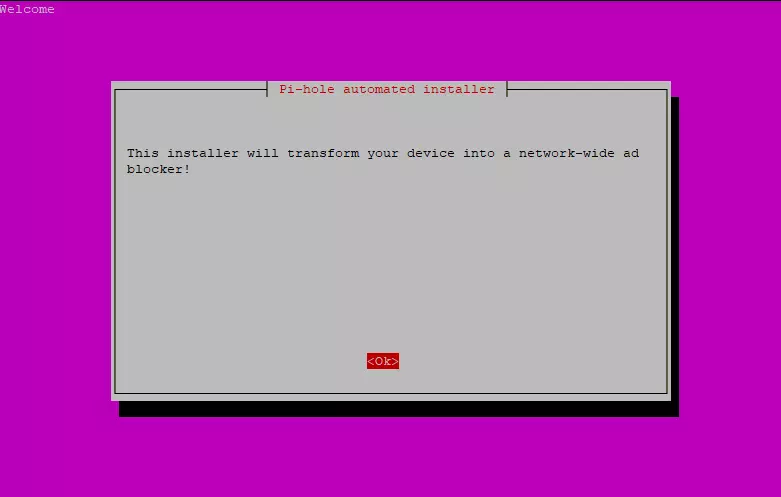 Welcome
Pi-hole automated installer
This installer will transform your device into a network-wide ad
blocker!
<Ok>